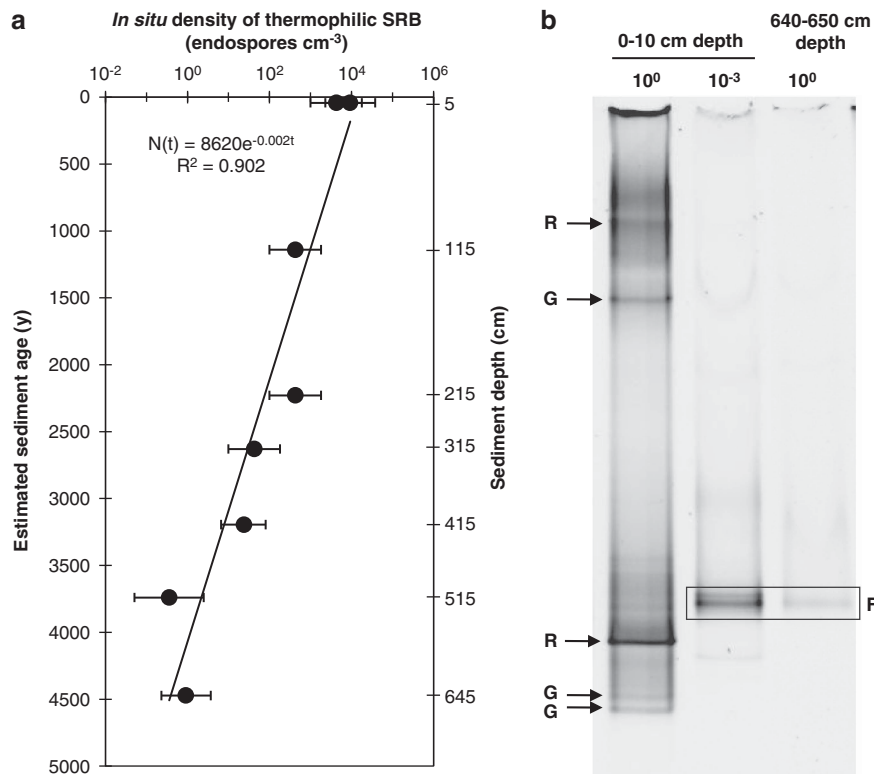 a
In situ density of thermophilic SRB
(endospores cm-3)
10-2 100 102 104 106
N(t) = 8620e-0.002t
R2 = 0.902
Estimated sediment age (y)
0
500
1000
1500
2000
2500
3000
3500
4000
4500
5000
Sediment depth (cm)
5
115
215
315
415
515
645
b
0-10 cm depth
640-650 cm
depth
100 10-3 100
R
G
R
G
G
F